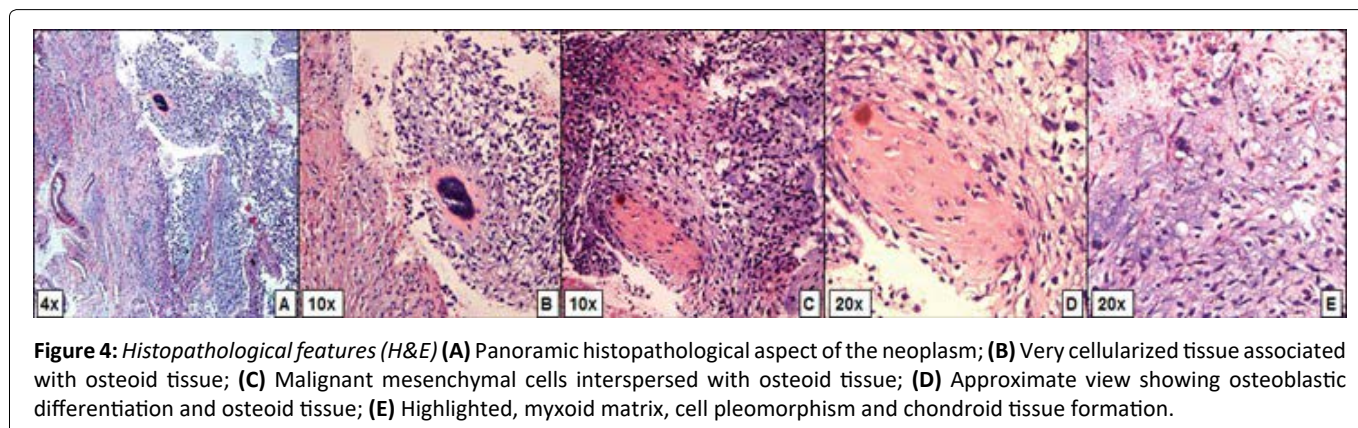 4x A 10x B 10x C 20x D 20x E
Figure 4: Histopathological features (H&E) (A) Panoramic histopathological aspect of the neoplasm; (B) Very cellularized tissue associated
with osteoid tissue; (C) Malignant mesenchymal cells interspersed with osteoid tissue; (D) Approximate view showing osteoblastic
differentiation and osteoid tissue; (E) Highlighted, myxoid matrix, cell pleomorphism and chondroid tissue formation.